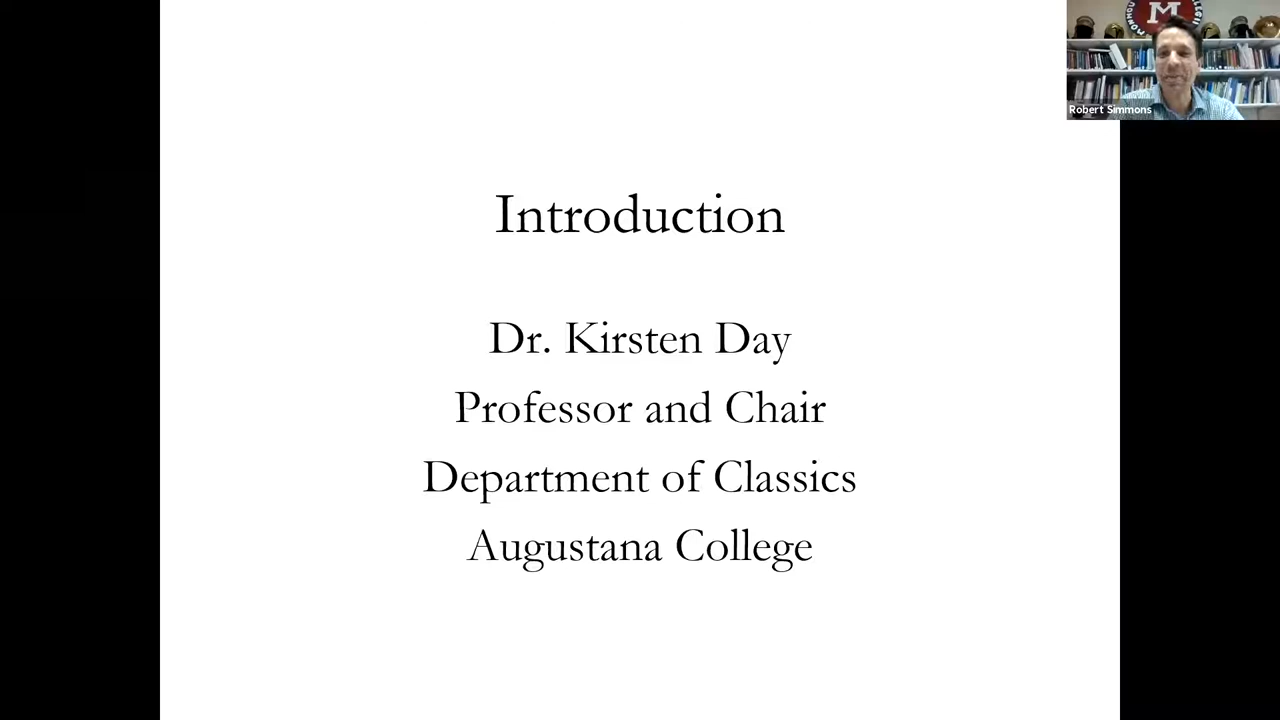 M
Robert Simmons
Introduction
Dr. Kirsten Day
Professor and Chair
Department of Classics
Augustana College